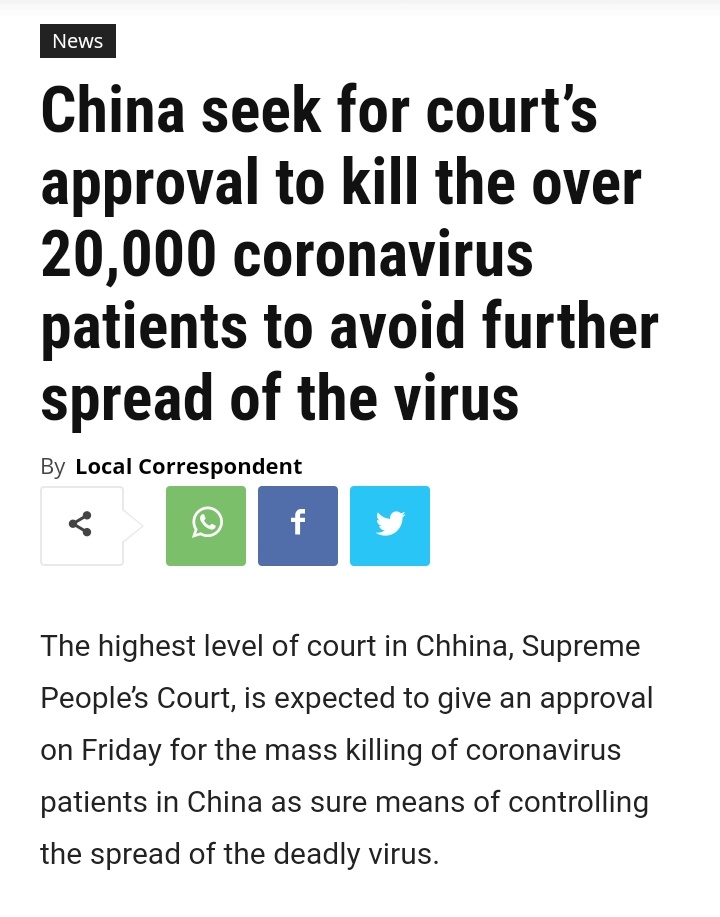 News
China seek for court’s
approval to kill the over
20,000 coronavirus
patients to avoid further
spread of the virus
By Local Correspondent
The highest level of court in Chhina, Supreme
People’s Court, is expected to give an approval
on Friday for the mass killing of coronavirus
patients in China as sure means of controlling
the spread of the deadly virus.